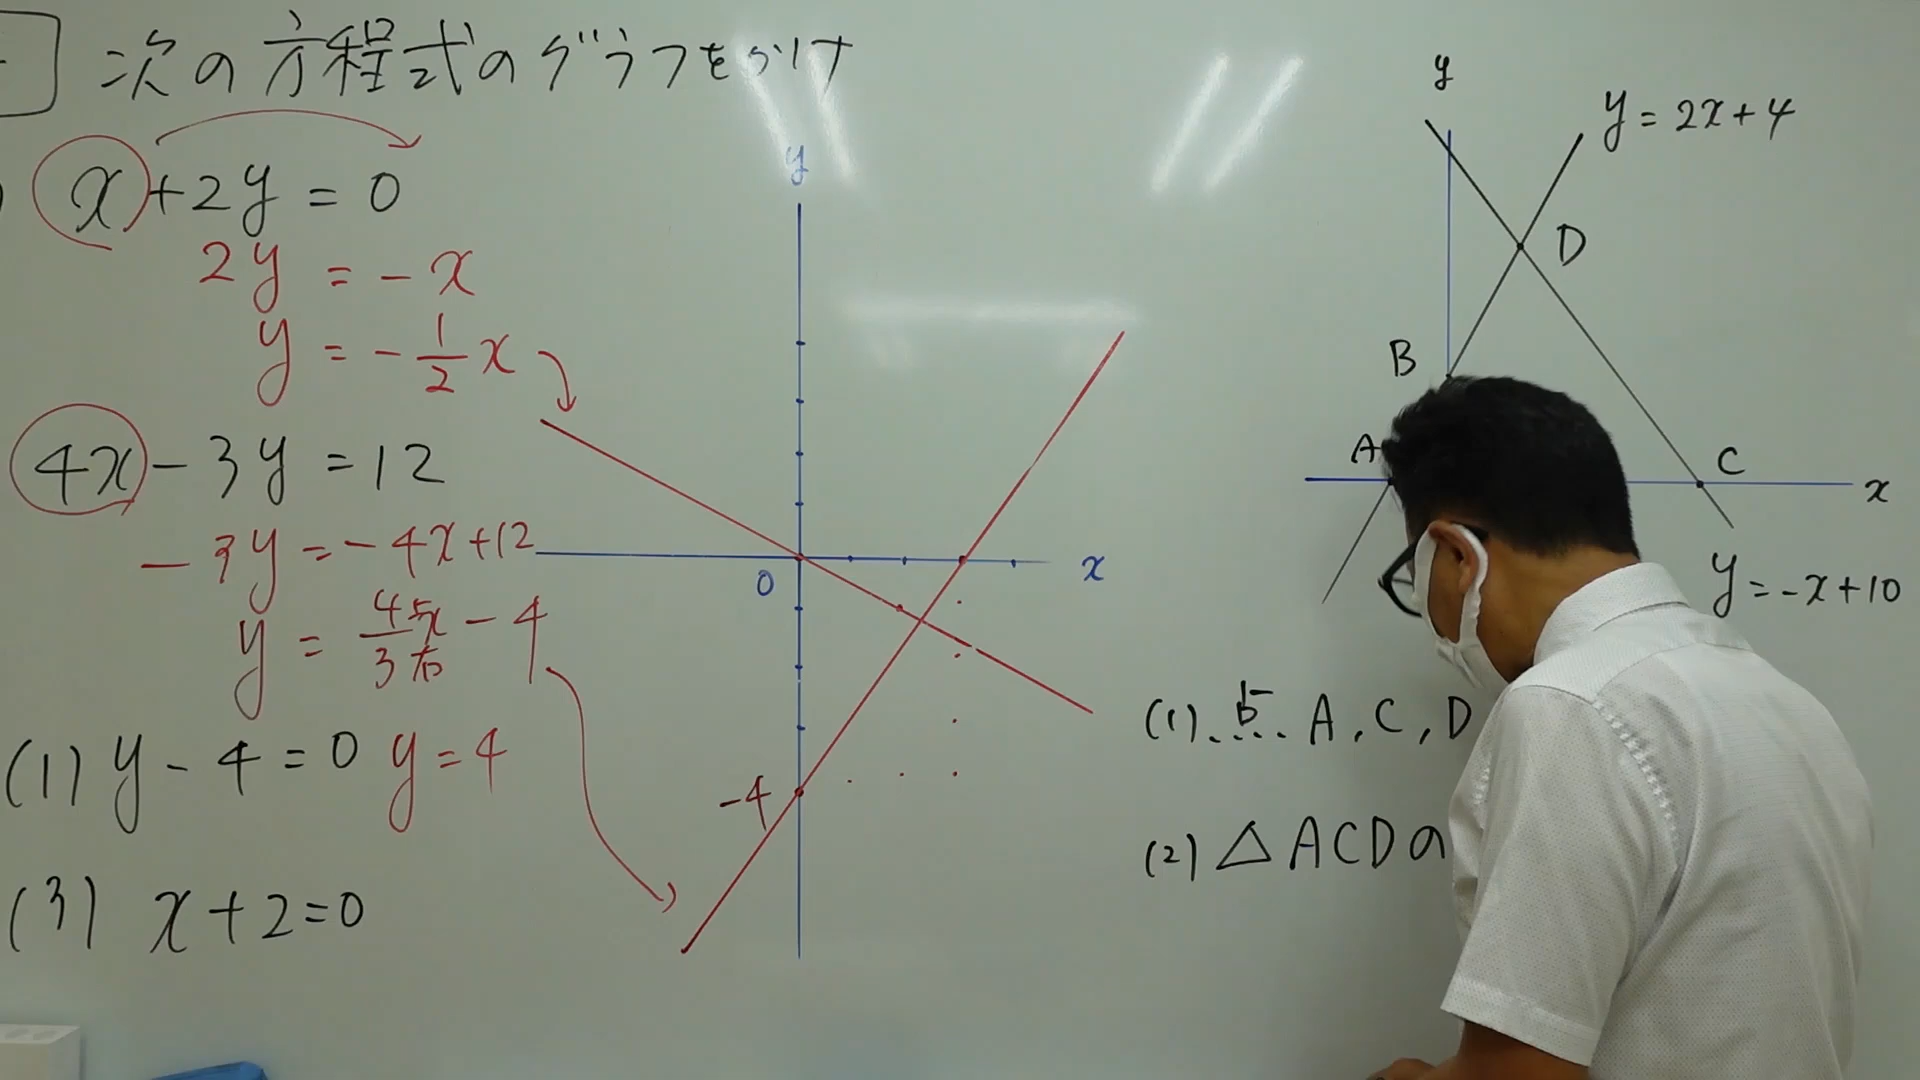 次の方程式のグラフをかけ
x+2y=0
2y=-x
y=-1/2x
4x-3y=12
-3y=-4x+12
y=4/3x-4
右
(1) y-4=0 y=4
(3) x+2=0
y
x
0
-4
y
y=2x+4
D
B
A
C
x
y=-x+10
(1) 点 A, C, D
(2) △ACDの